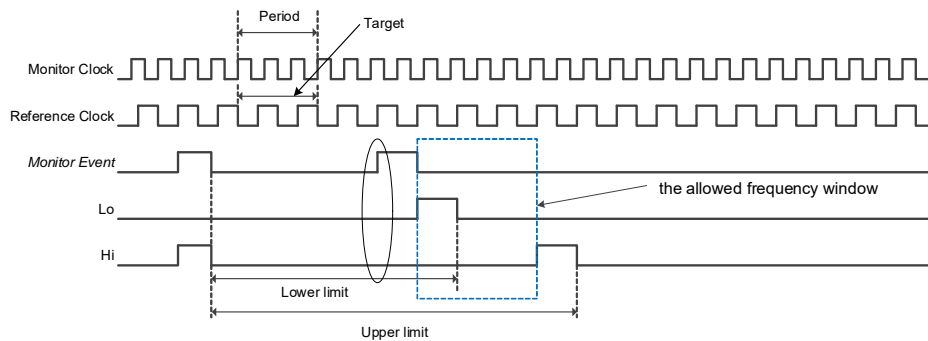 Period
Target
Monitor Clock
Reference Clock
Monitor Event
the allowed frequency window
Lo
Hi
Lower limit
Upper limit